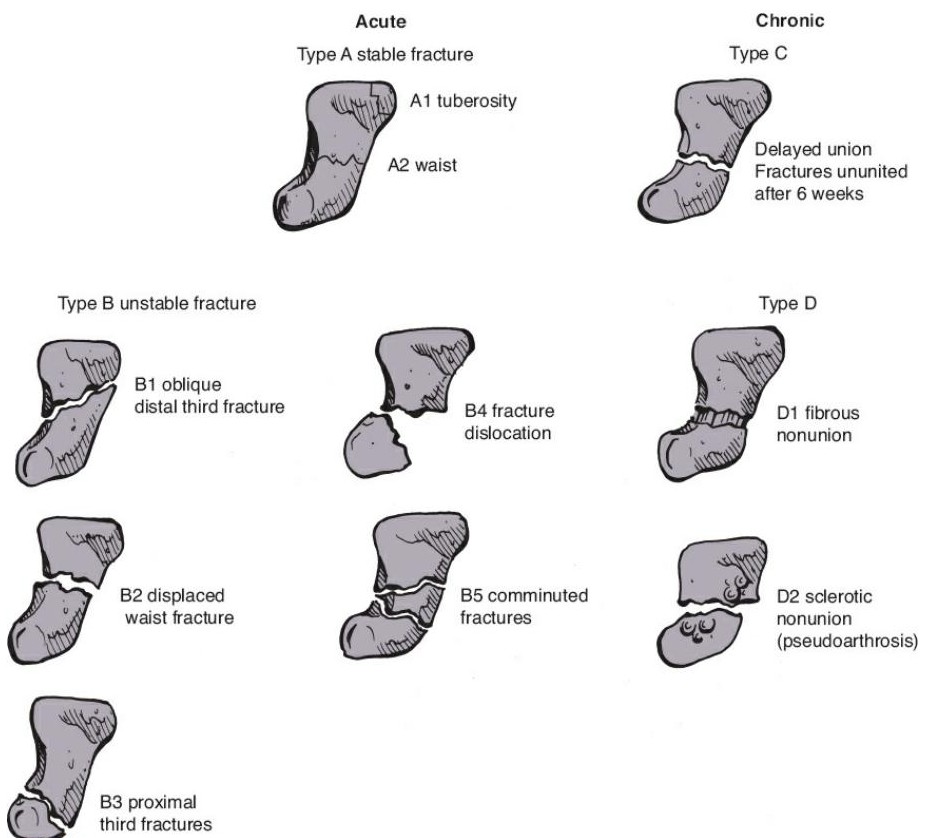 Acute
Chronic
Type A stable fracture
Type C
A1 tuberosity
A2 waist
Delayed union
Fractures ununited
after 6 weeks
Type B unstable fracture
Type D
B1 oblique
distal third fracture
B4 fracture
dislocation
D1 fibrous
nonunion
B2 displaced
waist fracture
B5 comminuted
fractures
D2 sclerotic
nonunion
(pseudoarthrosis)
B3 proximal
third fractures